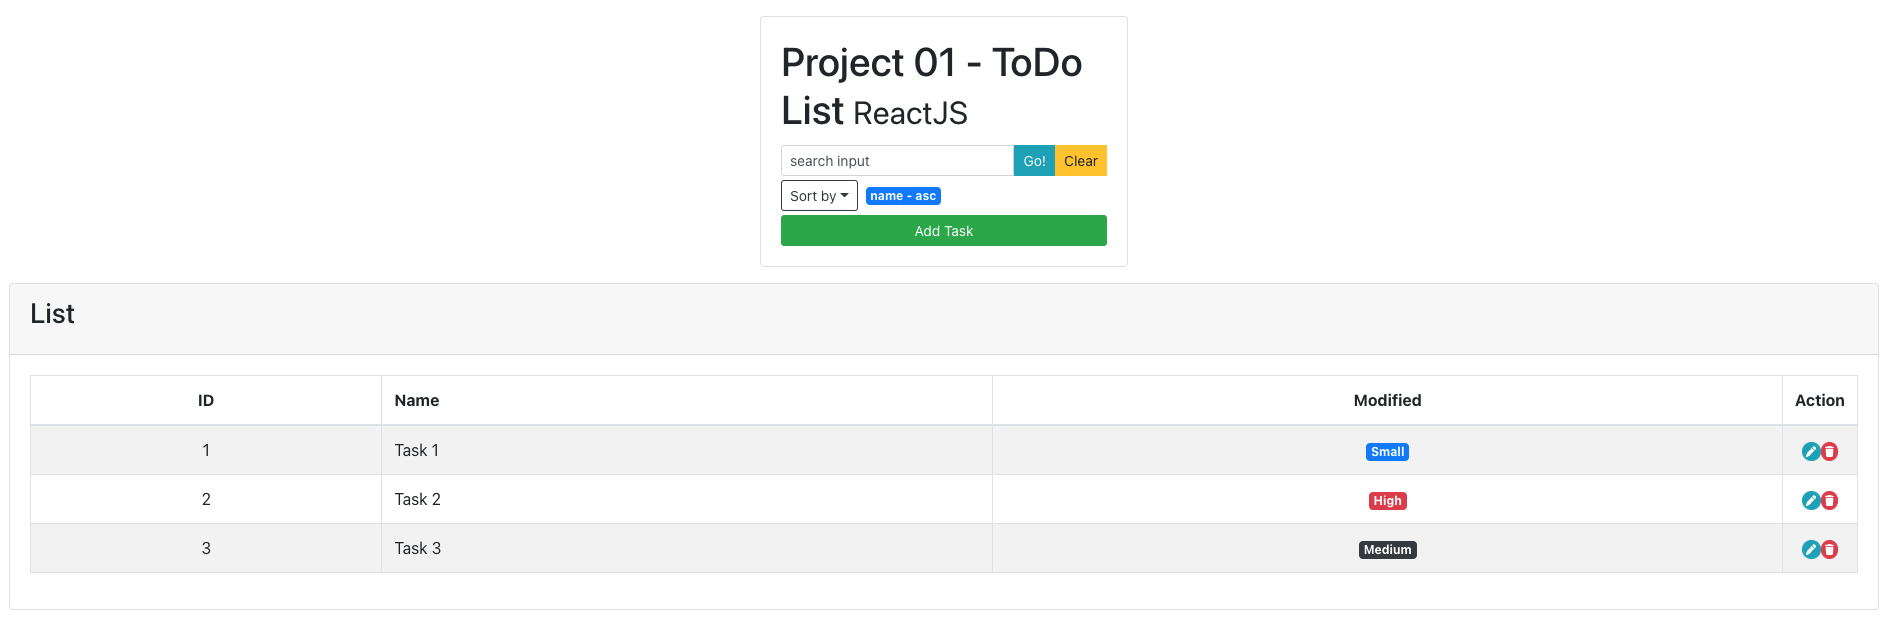 Project 01 - ToDo
List ReactJS
search input Go! Clear
Sort by name - asc
Add Task
List
ID Name Modified Action
1 Task 1 Small
2 Task 2 High
3 Task 3 Medium